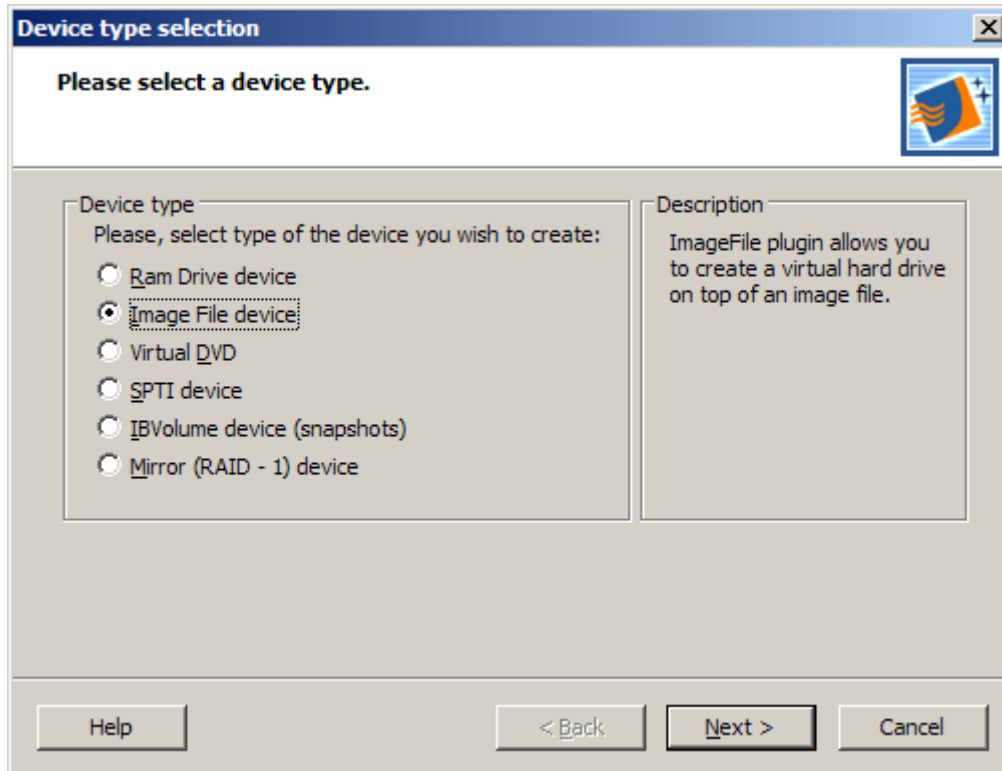 Device type selection
Please select a device type.
Device type
Please, select type of the device you wish to create:
Ram Drive device
Image File device
Virtual DVD
SPTI device
IBVolume device (snapshots)
Mirror (RAID - 1) device
Description
ImageFile plugin allows you
to create a virtual hard drive
on top of an image file.
Help
< Back
Next >
Cancel